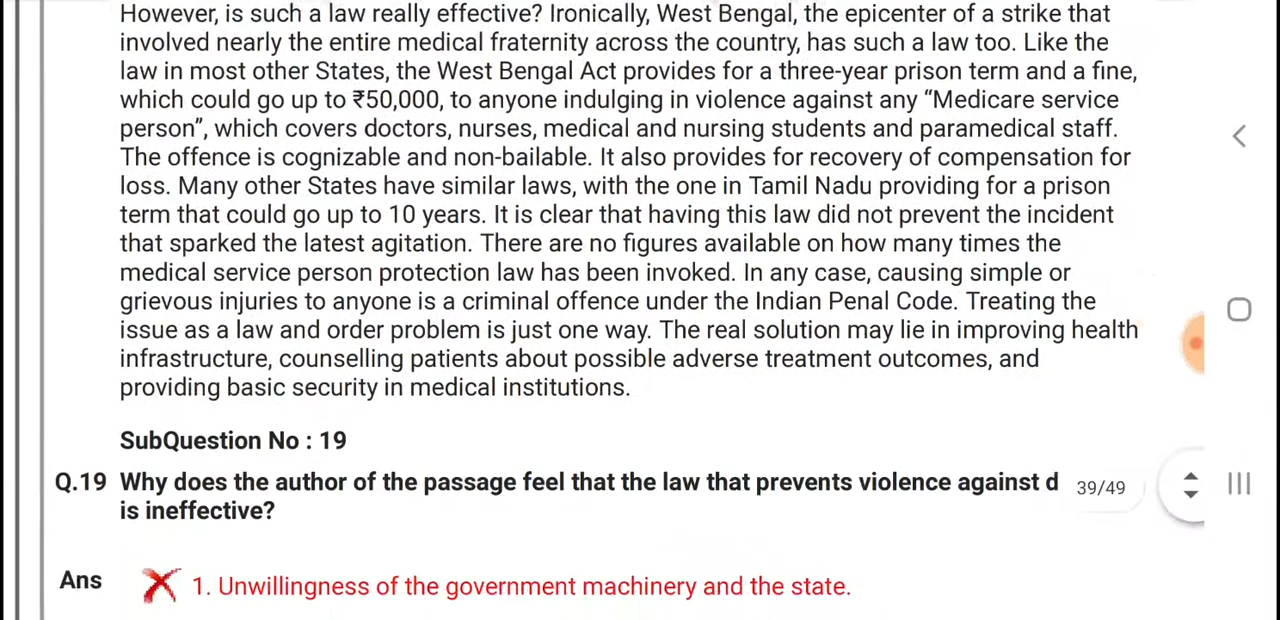 However, is such a law really effective? Ironically, West Bengal, the epicenter of a strike that
involved nearly the entire medical fraternity across the country, has such a law too. Like the
law in most other States, the West Bengal Act provides for a three-year prison term and a fine,
which could go up to ₹50,000, to anyone indulging in violence against any “Medicare service
person”, which covers doctors, nurses, medical and nursing students and paramedical staff.
The offence is cognizable and non-bailable. It also provides for recovery of compensation for
loss. Many other States have similar laws, with the one in Tamil Nadu providing for a prison
term that could go up to 10 years. It is clear that having this law did not prevent the incident
that sparked the latest agitation. There are no figures available on how many times the
medical service person protection law has been invoked. In any case, causing simple or
grievous injuries to anyone is a criminal offence under the Indian Penal Code. Treating the
issue as a law and order problem is just one way. The real solution may lie in improving health
infrastructure, counselling patients about possible adverse treatment outcomes, and
providing basic security in medical institutions.
SubQuestion No : 19
Q.19 Why does the author of the passage feel that the law that prevents violence against d
39/49
is ineffective?
Ans 1. Unwillingness of the government machinery and the state.